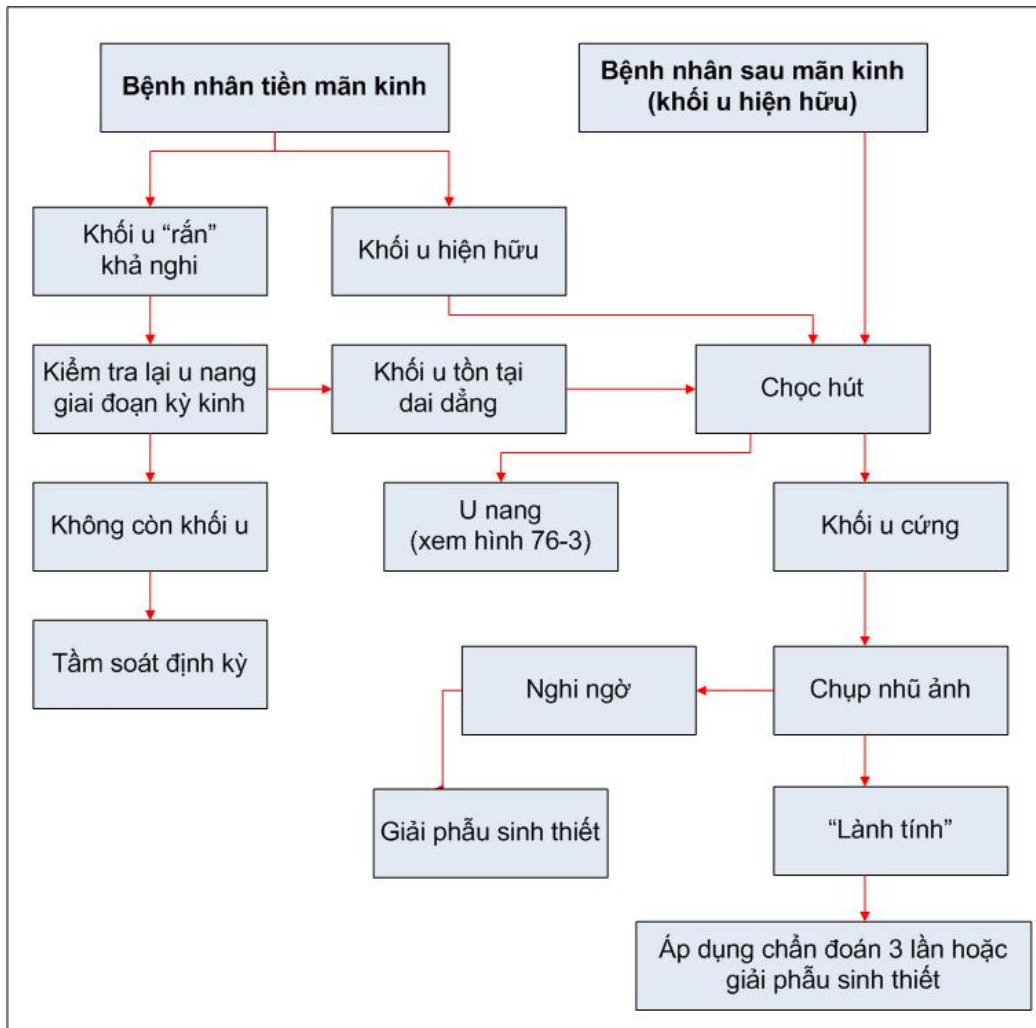 Bệnh nhân tiền mãn kinh
Bệnh nhân sau mãn kinh
(khối u hiện hữu)
Khối u “rắn”
khả nghi
Khối u hiện hữu
Kiểm tra lại u nang
giai đoạn kỳ kinh
Khối u tồn tại
dai dẳng
Chọc hút
Không còn khối u
U nang
(xem hình 76-3)
Khối u cứng
Tầm soát định kỳ
Nghi ngờ
Chụp nhũ ảnh
Giải phẫu sinh thiết
“Lành tính”
Áp dụng chẩn đoán 3 lần hoặc
giải phẫu sinh thiết